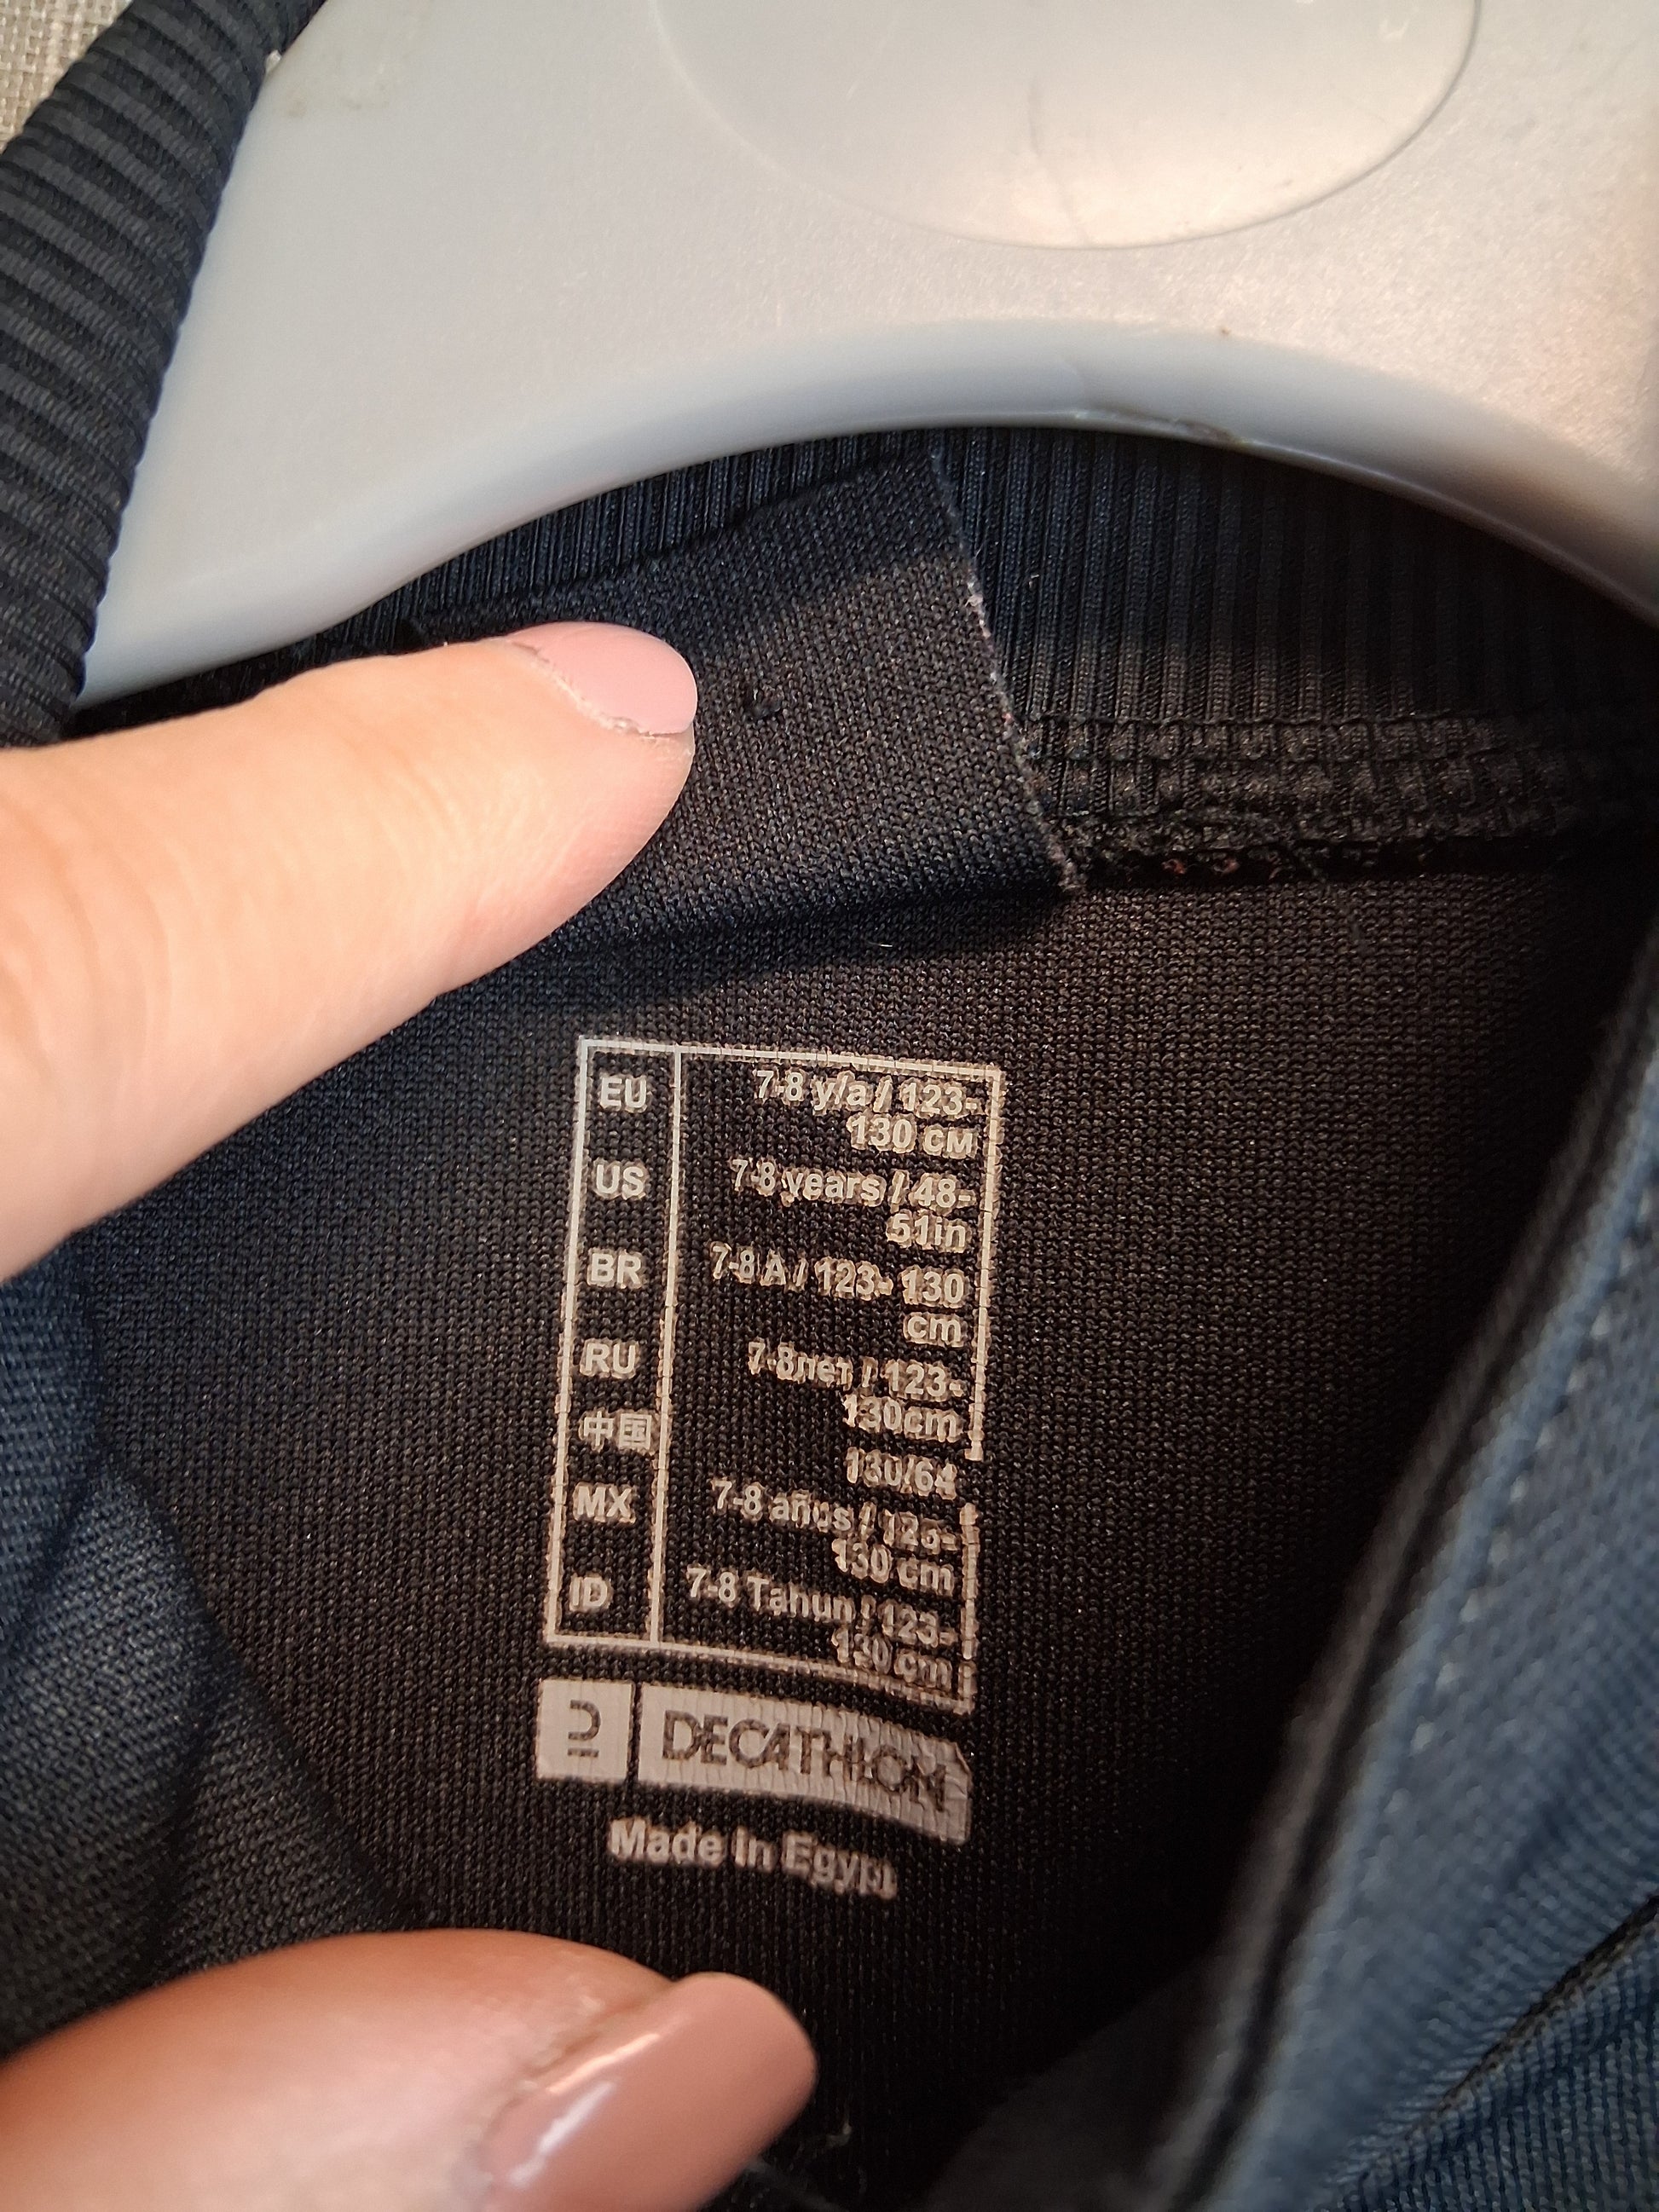 EU 7-8 y/a / 123-
130 см
US 7-8 years / 48-
51in
BR 7-8 A / 123- 130
cm
RU 7-8лет / 123-
130cm
中国 130/64
MX 7-8 años / 123-
130 cm
ID 7-8 Tahun / 123-
130 cm
DECATHLON
Made In Egypt